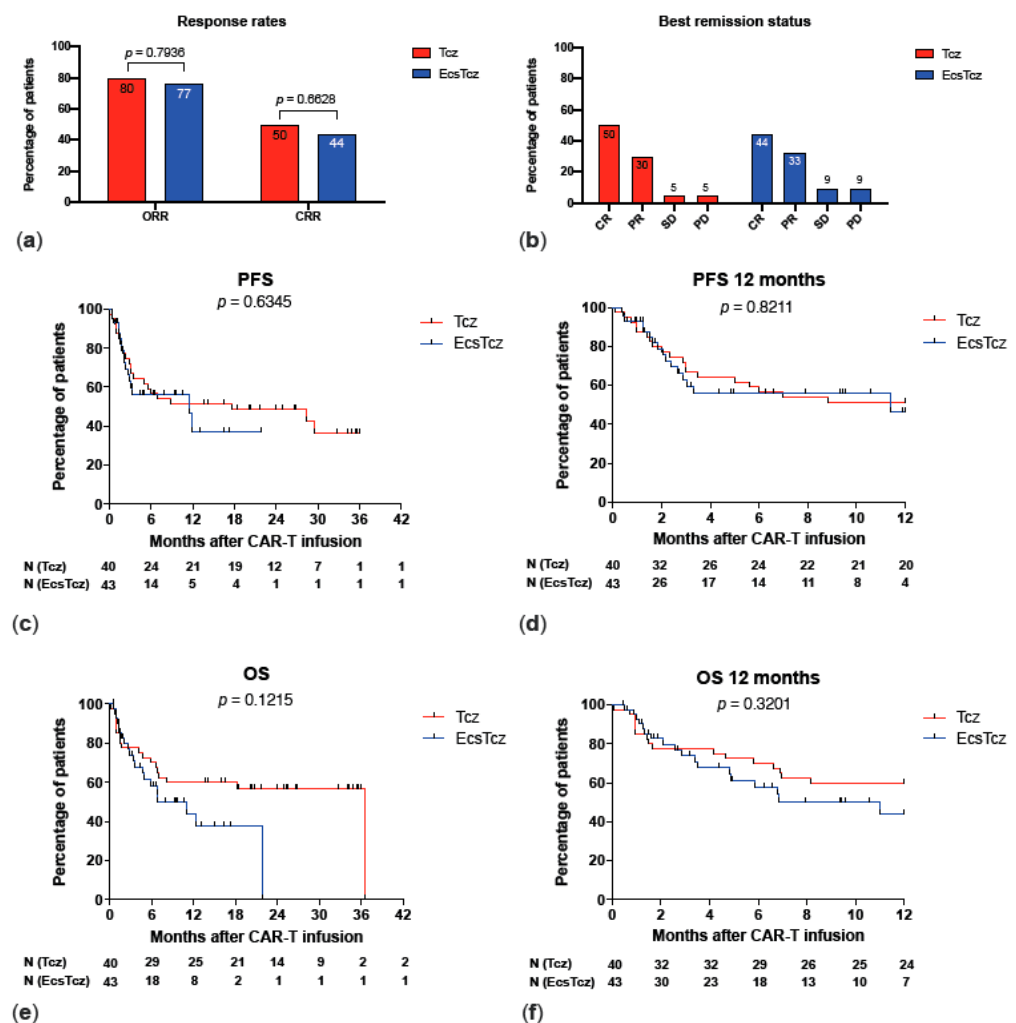 Response rates
Percentage of patients
100
80
60
40
20
0
p = 0.7936
p = 0.6628
80
77
50
44
ORR
CRR
Tcz
EcsTcz
(a)
Best remission status
Percentage of patients
100
80
60
40
20
0
50
30
5
5
44
33
9
9
CR
PR
SD
PD
CR
PR
SD
PD
Tcz
EcsTcz
(b)
PFS
p = 0.6345
Percentage of patients
100
80
60
40
20
0
0 6 12 18 24 30 36 42
Months after CAR-T infusion
Tcz
EcsTcz
N (Tcz) 40 24 21 19 12 7 1 1
N (EcsTcz) 43 14 5 4 1 1 1 1
(c)
PFS 12 months
p = 0.8211
Percentage of patients
100
80
60
40
20
0
0 2 4 6 8 10 12
Months after CAR-T infusion
Tcz
EcsTcz
N (Tcz) 40 32 26 24 22 21 20
N (EcsTcz) 43 26 17 14 11 8 4
(d)
OS
p = 0.1215
Percentage of patients
100
80
60
40
20
0
0 6 12 18 24 30 36 42
Months after CAR-T infusion
Tcz
EcsTcz
N (Tcz) 40 29 25 21 14 9 2 2
N (EcsTcz) 43 18 8 2 1 1 1 1
(e)
OS 12 months
p = 0.3201
Percentage of patients
100
80
60
40
20
0
0 2 4 6 8 10 12
Months after CAR-T infusion
Tcz
EcsTcz
N (Tcz) 40 32 32 29 26 25 24
N (EcsTcz) 43 30 23 18 13 10 7
(f)